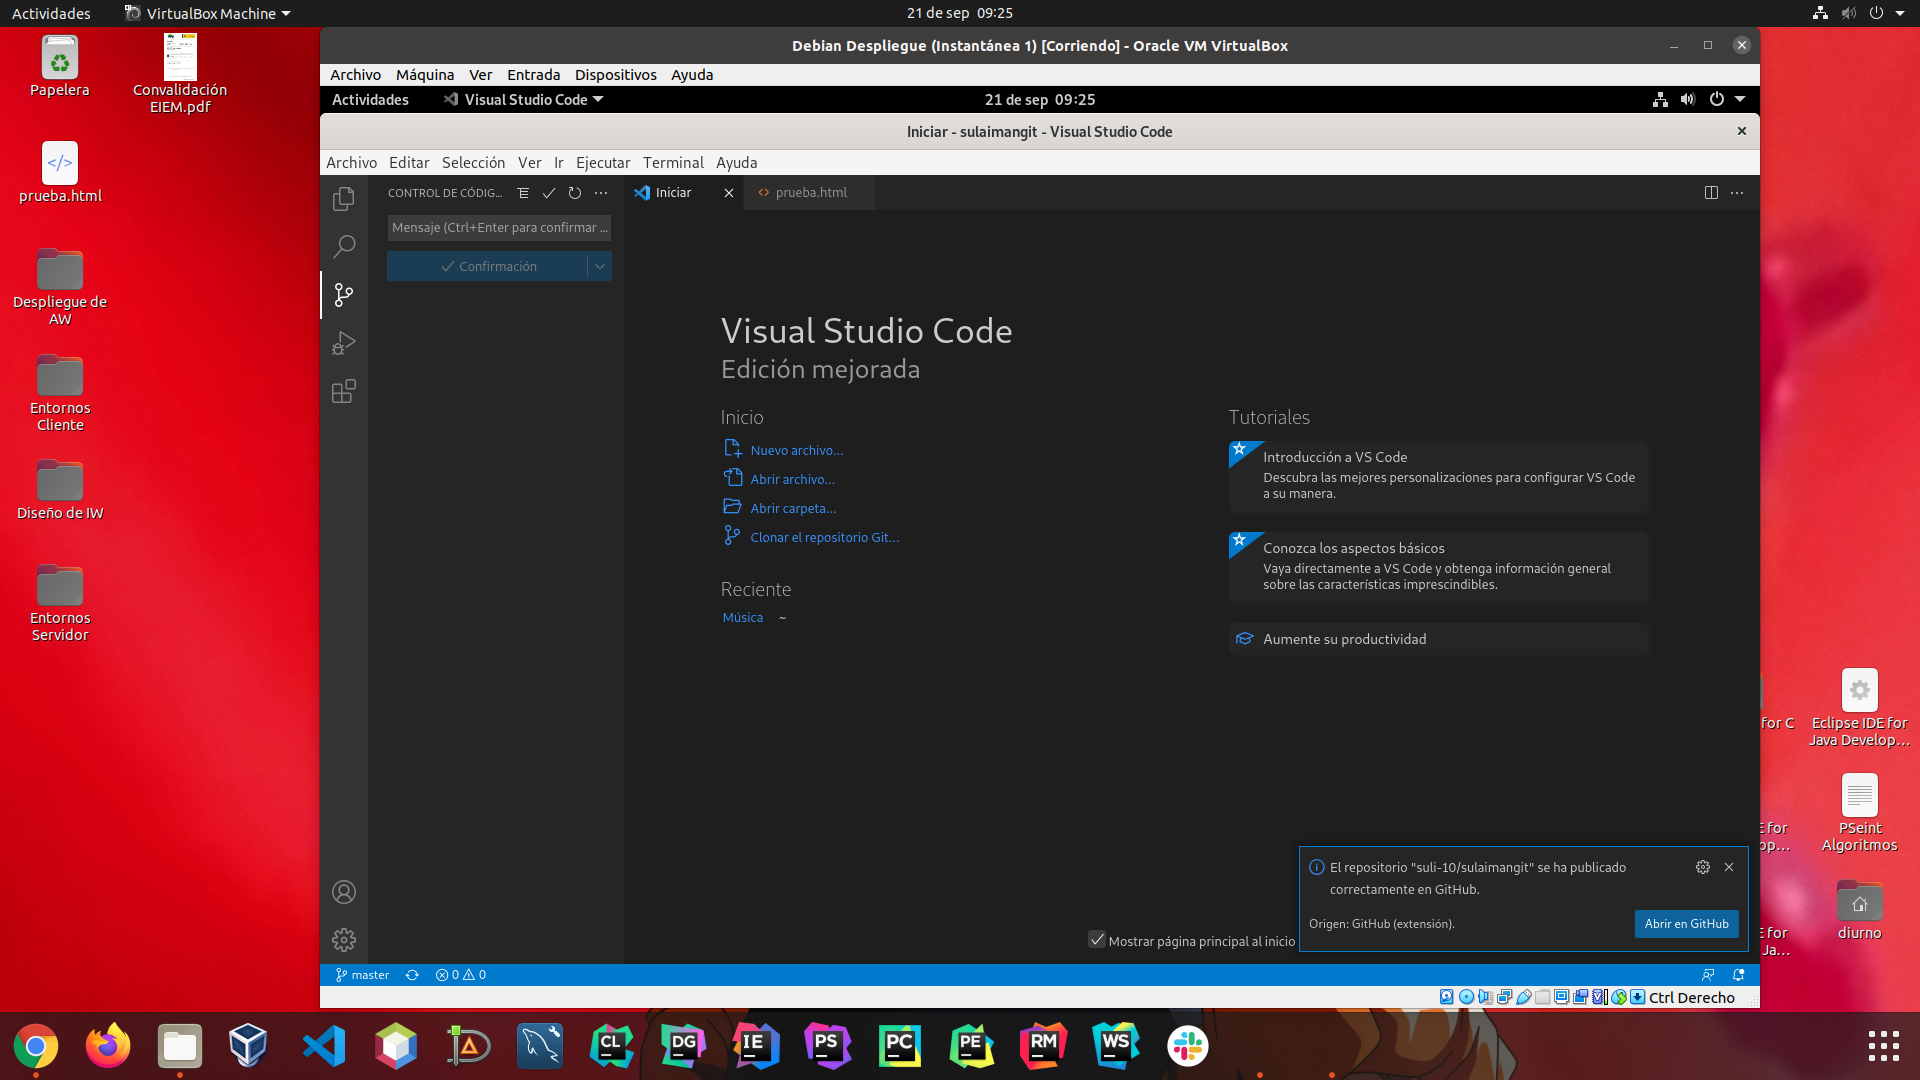 Actividades
VirtualBox Machine
21 de sep 09:25
Papelera
Convalidación
EIEM.pdf
prueba.html
Despliegue de
AW
Entornos
Cliente
Diseño de IW
Entornos
Servidor
Debian Despliegue (Instantánea 1) [Corriendo] - Oracle VM VirtualBox
Archivo Máquina Ver Entrada Dispositivos Ayuda
Actividades
Visual Studio Code
21 de sep 09:25
Iniciar - sulaimangit - Visual Studio Code
Archivo Editar Selección Ver Ir Ejecutar Terminal Ayuda
CONTROL DE CÓDIG...
Iniciar
prueba.html
Mensaje (Ctrl+Enter para confirmar ...
Confirmación
Visual Studio Code
Edición mejorada
Inicio
Nuevo archivo...
Abrir archivo...
Abrir carpeta...
Clonar el repositorio Git...
Reciente
Música ~
Tutoriales
Introducción a VS Code
Descubra las mejores personalizaciones para configurar VS Code
a su manera.
Conozca los aspectos básicos
Vaya directamente a VS Code y obtenga información general
sobre las características imprescindibles.
Aumente su productividad
El repositorio "suli-10/sulaimangit" se ha publicado
correctamente en GitHub.
Origen: GitHub (extensión).
Abrir en GitHub
Mostrar página principal al inicio
master
0 0
Ctrl Derecho
for C
Eclipse IDE for
Java Develop...
E for
op...
PSeint
Algoritmos
E for
Ja...
diurno
CL
DG
IE
PS
PC
PE
RM
WS